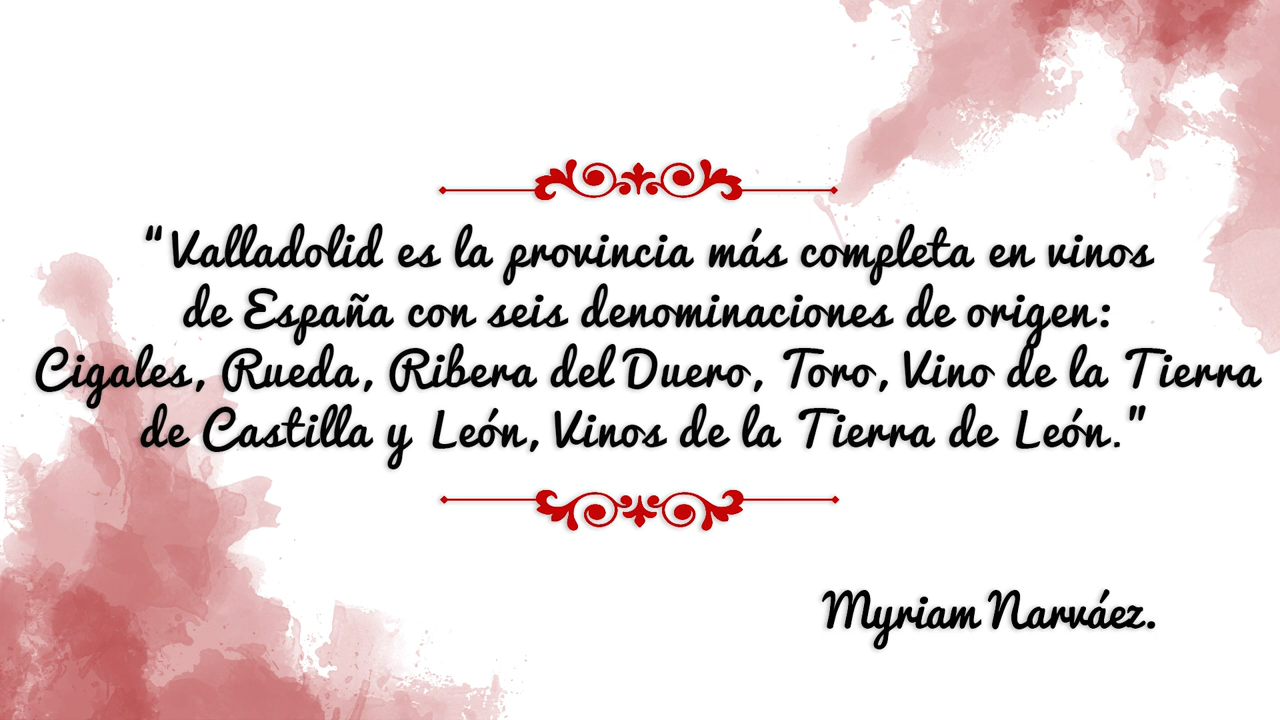 “Valladolid es la provincia más completa en vinos
de España con seis denominaciones de origen:
Cigales, Rueda, Ribera del Duero, Toro, Vino de la Tierra
de Castilla y León, Vinos de la Tierra de León.”
Myriam Narváez.